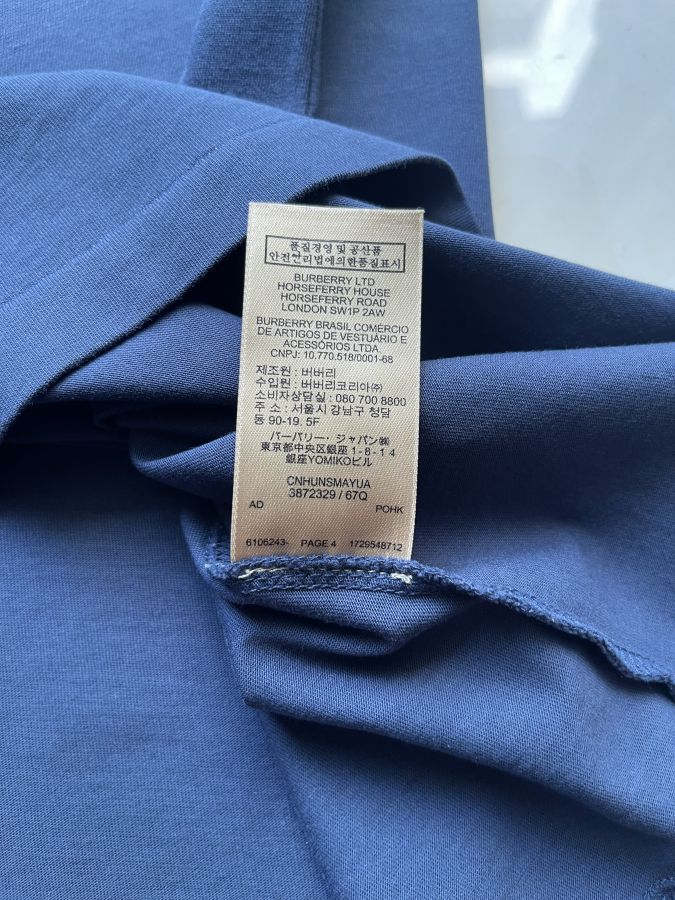 품질경영 및 공산품
안전관리법에의한품질표시
BURBERRY LTD
HORSEFERRY HOUSE
HORSEFERRY ROAD
LONDON SW1P 2AW
BURBERRY BRASIL COMÉRCIO
DE ARTIGOS DE VESTUÁRIO E
ACESSÓRIOS LTDA
CNPJ: 10.770.518/0001-68
제조원 : 버버리
수입원 : 버버리코리아㈜
소비자상담실 : 080 700 8800
주 소 : 서울시 강남구 청담
동 90-19. 5F
バーバリー・ジャパン㈱
東京都中央区銀座1-8-14
銀座YOMIKOビル
CNHUNSMAYUA
3872329 / 67Q
AD POHK
6106243- PAGE 4 1729548712